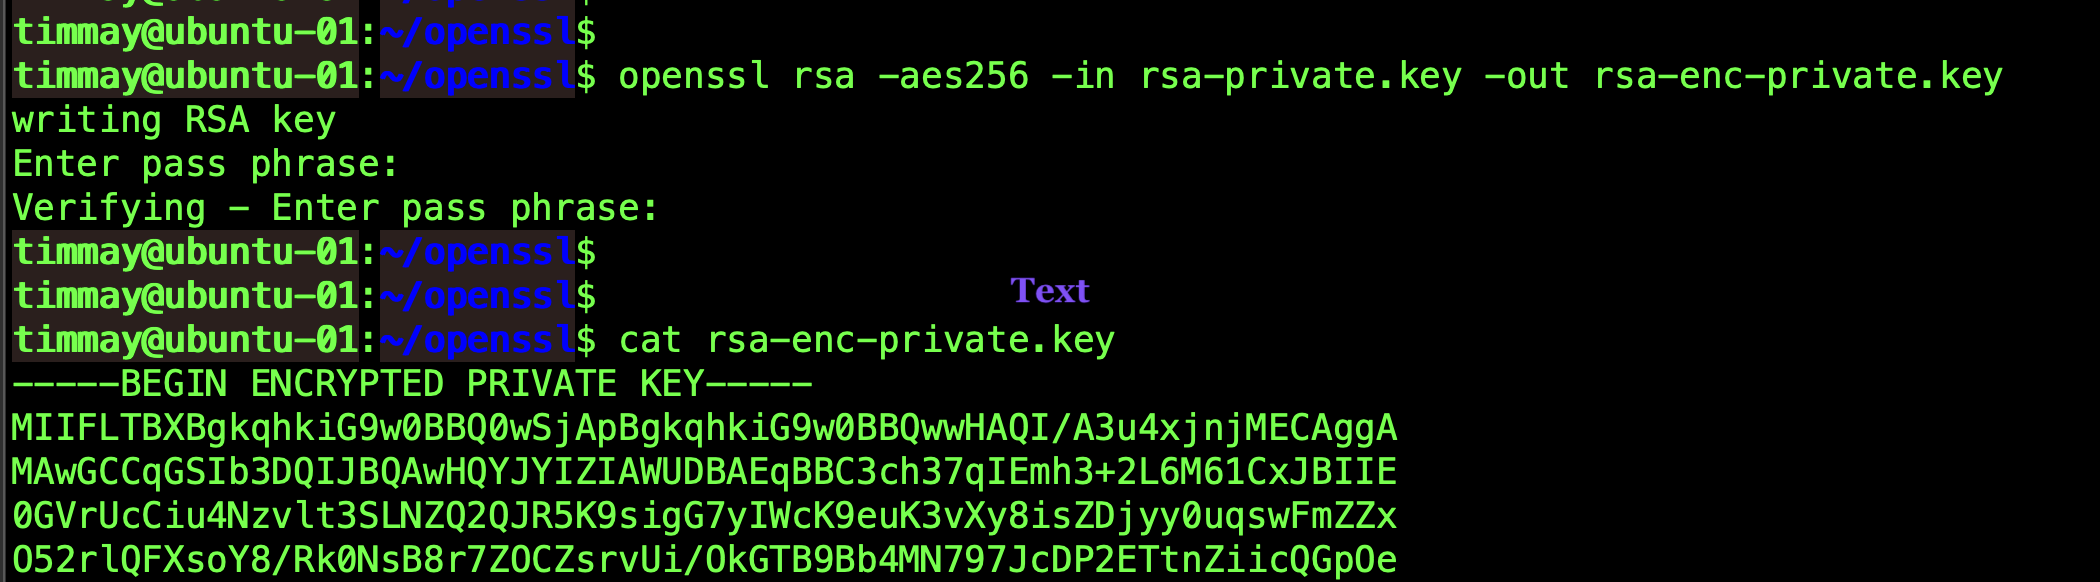 timmay@ubuntu-01:~/openssl$
timmay@ubuntu-01:~/openssl$ openssl rsa -aes256 -in rsa-private.key -out rsa-enc-private.key
writing RSA key
Enter pass phrase:
Verifying - Enter pass phrase:
timmay@ubuntu-01:~/openssl$
timmay@ubuntu-01:~/openssl$
Text
timmay@ubuntu-01:~/openssl$ cat rsa-enc-private.key
-----BEGIN ENCRYPTED PRIVATE KEY-----
MIIFLTBXBgkqhkiG9w0BBQ0wSjApBgkqhkiG9w0BBQwwHAQI/A3u4xjnjMECAggA
MAwGCCqGSIb3DQIJBQAwHQYJYIZIAWUDBAEqBBC3ch37qIEmh3+2L6M61CxJBIIE
0GVrUcCiu4Nzvlt3SLNZQ2QJR5K9sigG7yIWcK9euK3vXy8isZDjyy0uqswFmZZx
O52rlQFXsoY8/Rk0NsB8r7ZOCZsrvUi/OkGTB9Bb4MN797JcDP2ETtnZiicQGpOe